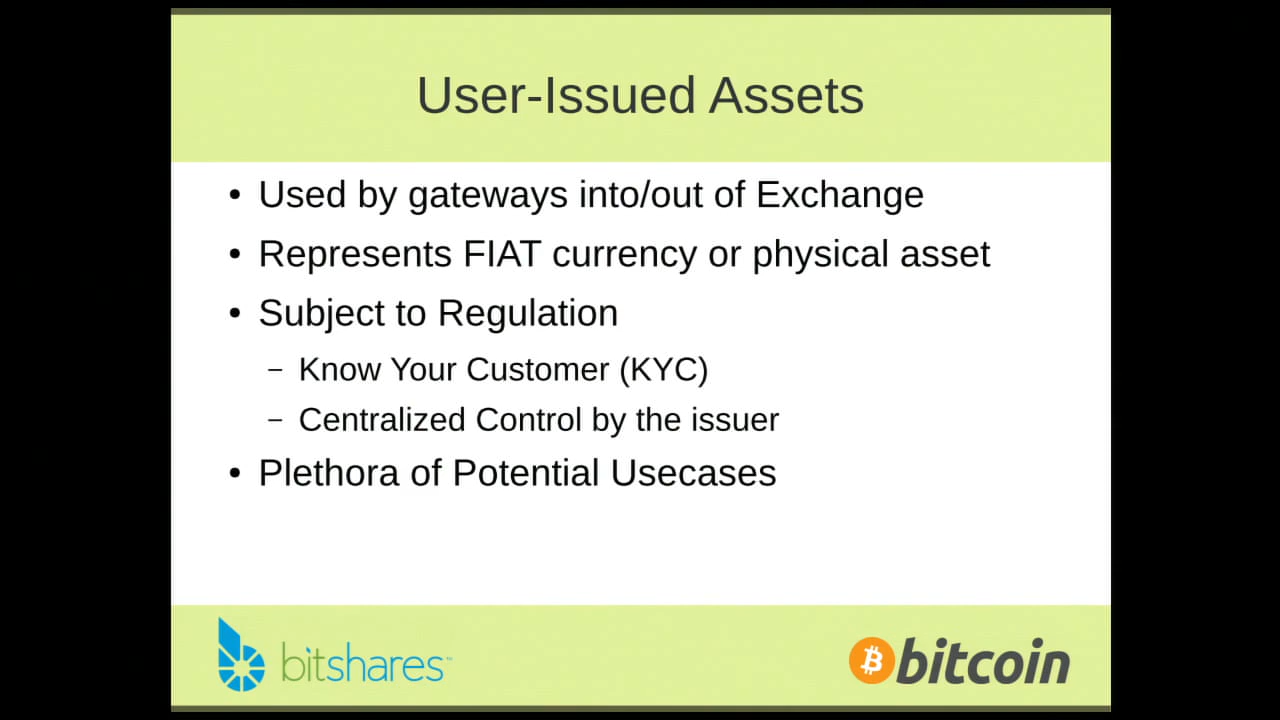 User-Issued Assets
• Used by gateways into/out of Exchange
• Represents FIAT currency or physical asset
• Subject to Regulation
– Know Your Customer (KYC)
– Centralized Control by the issuer
• Plethora of Potential Usecases
bitshares™
bitcoin